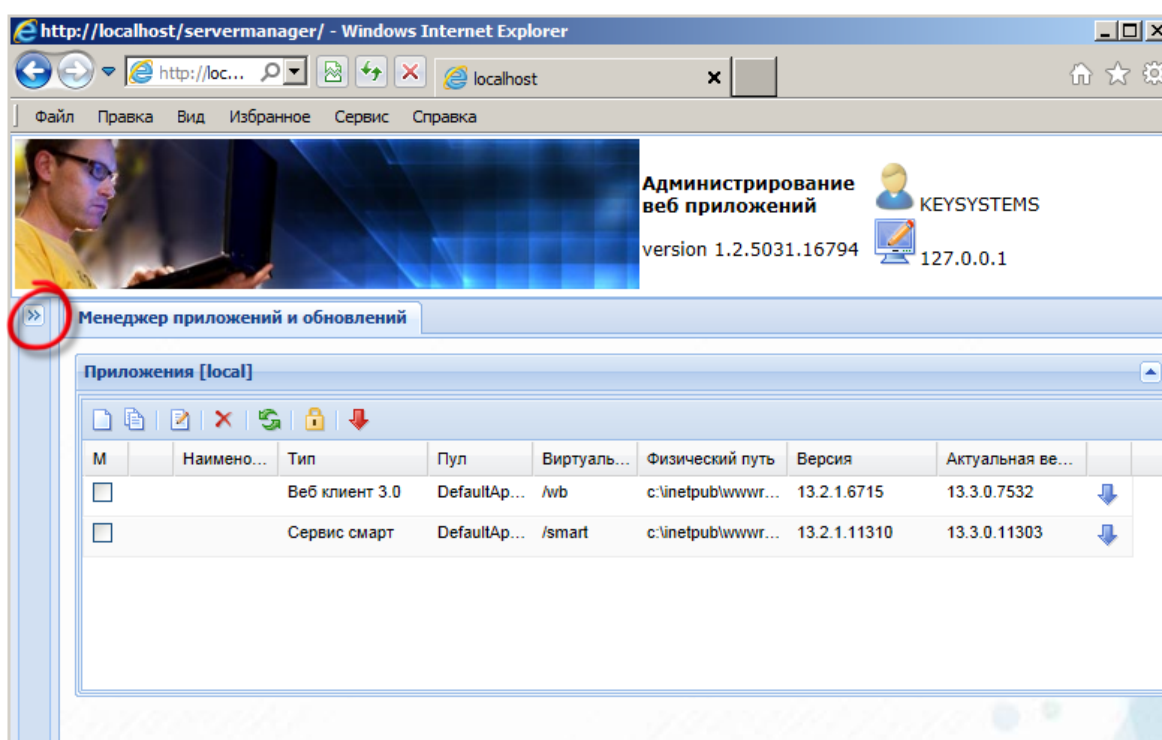 http://localhost/servermanager/ - Windows Internet Explorer
http://loc...
localhost
Файл Правка Вид Избранное Сервис Справка
Администрирование
веб приложений
KEYSYSTEMS
version 1.2.5031.16794
127.0.0.1
Менеджер приложений и обновлений
Приложения [local]
М Наимено... Тип Пул Виртуаль... Физический путь Версия Актуальная ве...
Веб клиент 3.0 DefaultAp... /wb c:\inetpub\wwwr... 13.2.1.6715 13.3.0.7532
Сервис смарт DefaultAp... /smart c:\inetpub\wwwr... 13.2.1.11310 13.3.0.11303